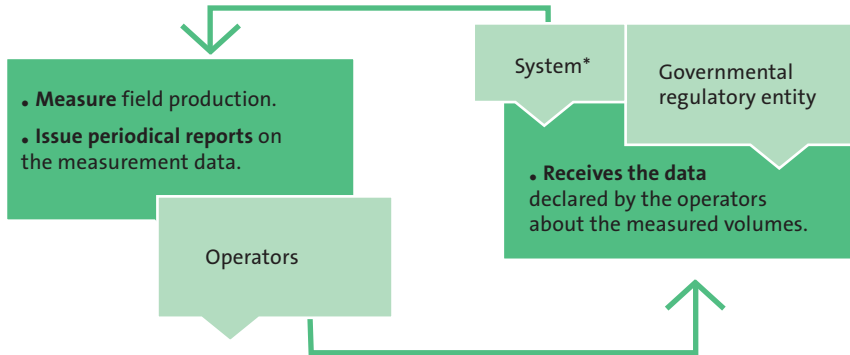 • Measure field production.
• Issue periodical reports on
the measurement data.
Operators
System*
Governmental
regulatory entity
• Receives the data
declared by the operators
about the measured volumes.